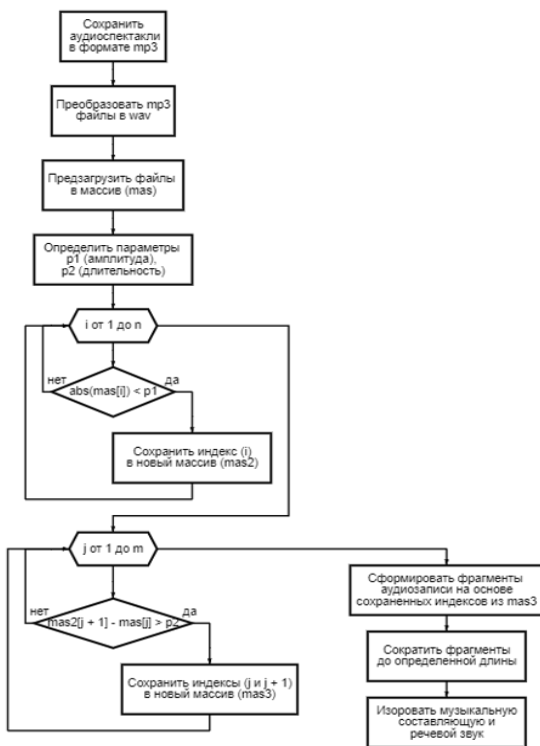 Сохранить
аудиоспектакли
в формате mp3
Преобразовать mp3
файлы в wav
Предзагрузить файлы
в массив (mas)
Определить параметры
p1 (амплитуда),
p2 (длительность)
i от 1 до n
нет
да
abs(mas[i]) < p1
Сохранить индекс (i)
в новый массив (mas2)
j от 1 до m
нет
да
mas2[j + 1] - mas[j] > p2
Сохранить индексы (j и j + 1)
в новый массив (mas3)
Сформировать фрагменты
аудиозаписи на основе
сохраненных индексов из mas3
Сократить фрагменты
до определенной длины
Изоровать музыкальную
составляющую и
речевой звук